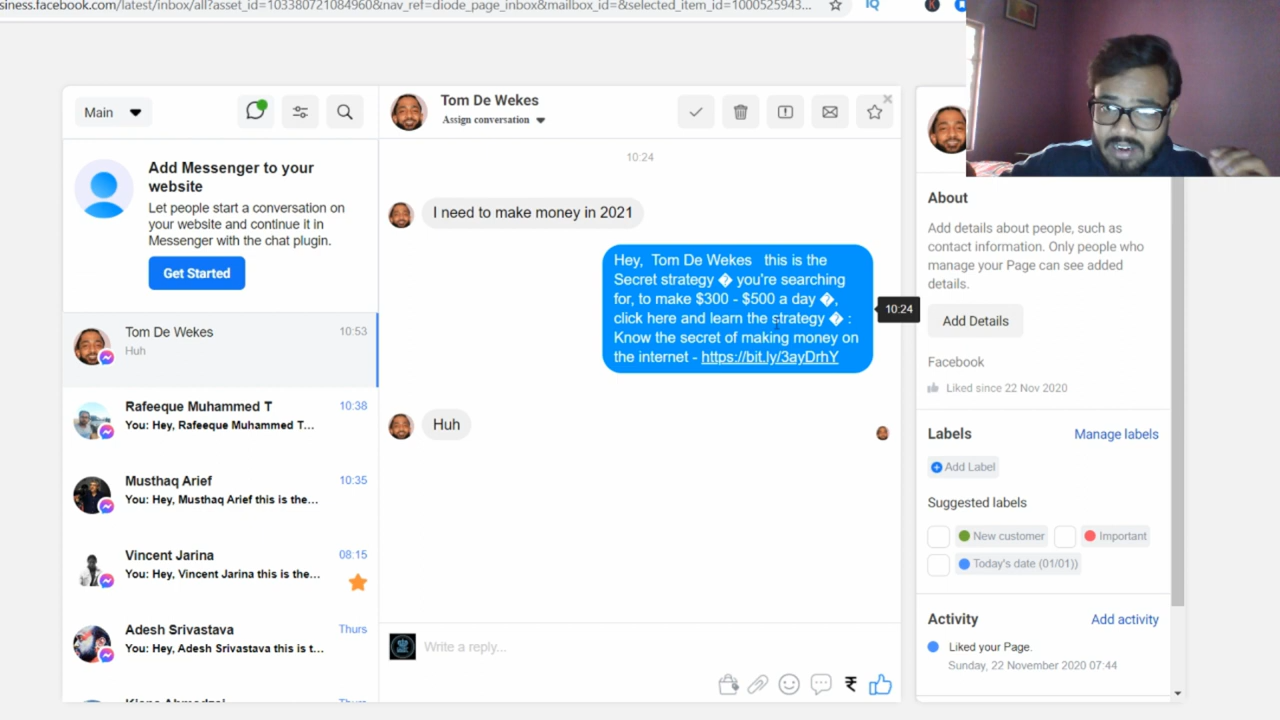 siness.facebook.com/latest/inbox/all?asset_id=103380721084960&nav_ref=diode_page_inbox&mailbox_id=&selected_item_id=1000525943...
Main
Add Messenger to your
website
Let people start a conversation on
your website and continue it in
Messenger with the chat plugin.
Get Started
Tom De Wekes 10:53
Huh
Rafeeque Muhammed T 10:38
You: Hey, Rafeeque Muhammed T...
Musthaq Arief 10:35
You: Hey, Musthaq Arief this is the...
Vincent Jarina 08:15
You: Hey, Vincent Jarina this is the...
Adesh Srivastava Thurs
You: Hey, Adesh Srivastava this is t...
Tom De Wekes
Assign conversation
10:24
I need to make money in 2021
Hey, Tom De Wekes this is the
Secret strategy � you're searching
for, to make $300 - $500 a day �,
click here and learn the strategy � :
Know the secret of making money on
the internet - https://bit.ly/3ayDrhY
10:24
Huh
Write a reply...
About
Add details about people, such as
contact information. Only people who
manage your Page can see added
details.
Add Details
Facebook
Liked since 22 Nov 2020
Labels Manage labels
Add Label
Suggested labels
New customer Important
Today's date (01/01))
Activity Add activity
Liked your Page.
Sunday, 22 November 2020 07:44